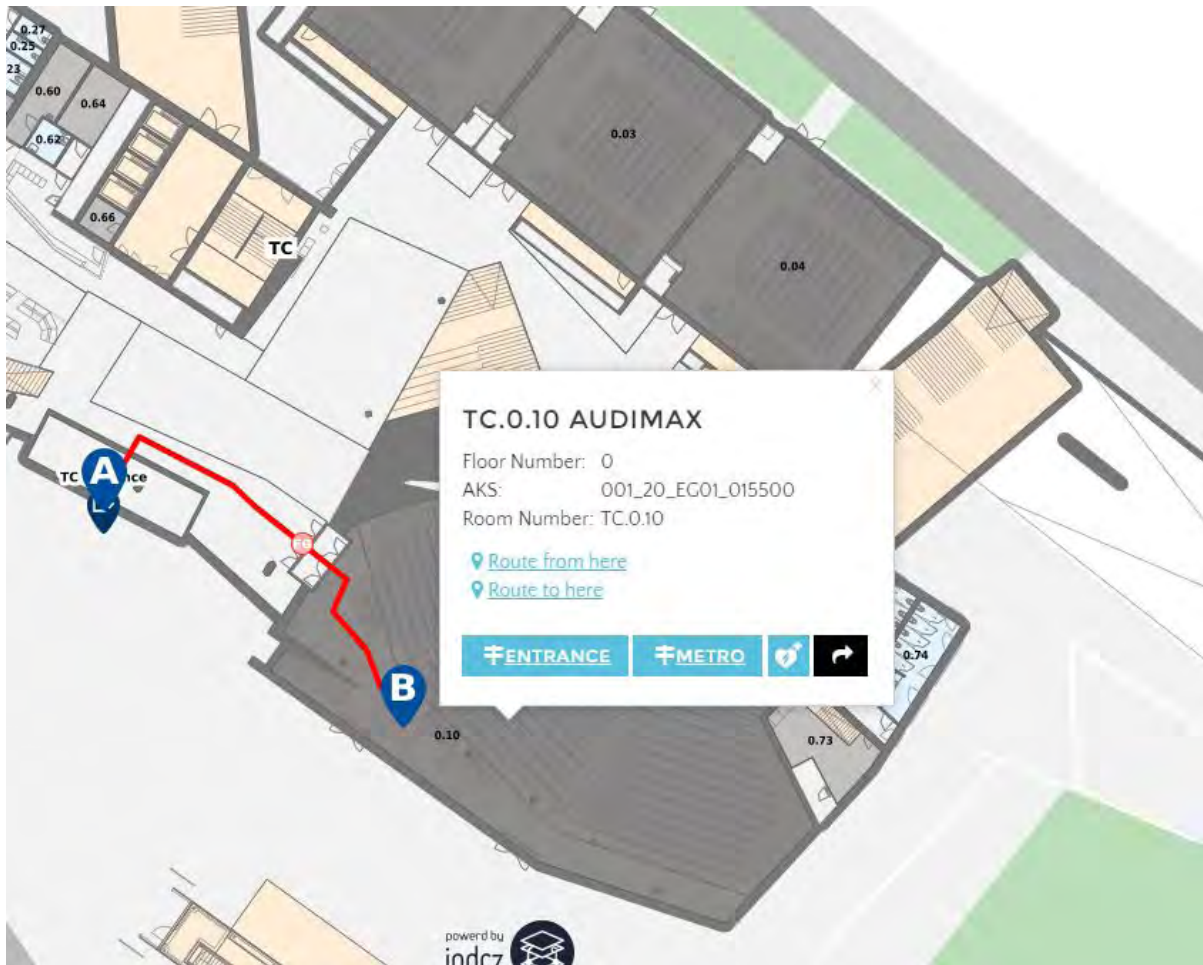 0.27
0.25
23
0.60
0.64
0.62
0.66
TC
0.03
0.04
TC
A
nce
EG
TC.0.10 AUDIMAX
Floor Number: 0
AKS: 001_20_EG01_015500
Room Number: TC.0.10
Route from here
Route to here
ENTRANCE
METRO
B
0.10
0.74
0.73
powerd by